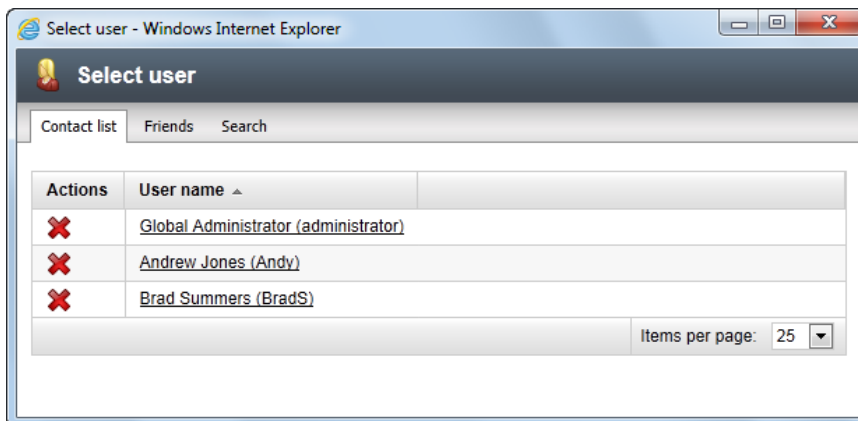 Select user - Windows Internet Explorer
Select user
Contact list Friends Search
Actions User name
Global Administrator (administrator)
Andrew Jones (Andy)
Brad Summers (BradS)
Items per page: 25